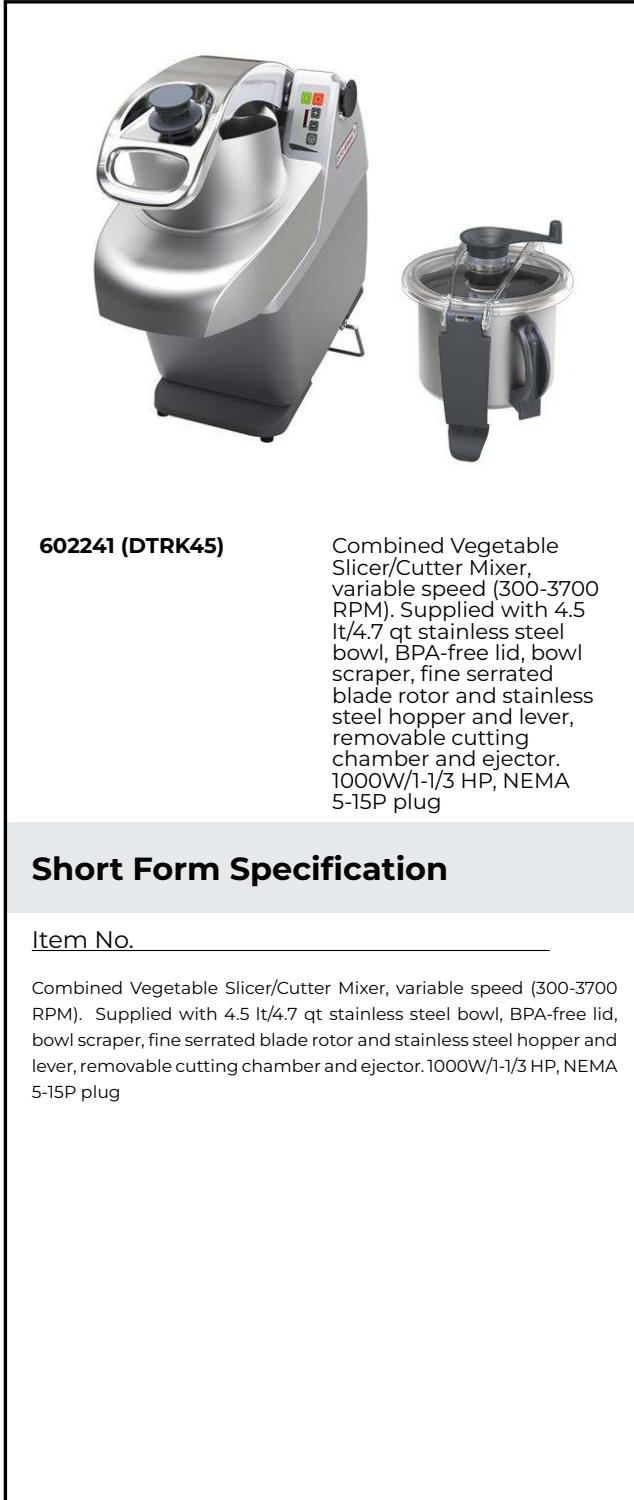 602241 (DTRK45)
Combined Vegetable
Slicer/Cutter Mixer,
variable speed (300-3700
RPM). Supplied with 4.5
lt/4.7 qt stainless steel
bowl, BPA-free lid, bowl
scraper, fine serrated
blade rotor and stainless
steel hopper and lever,
removable cutting
chamber and ejector.
1000W/1-1/3 HP, NEMA
5-15P plug
Short Form Specification
Item No.
Combined Vegetable Slicer/Cutter Mixer, variable speed (300-3700
RPM). Supplied with 4.5 lt/4.7 qt stainless steel bowl, BPA-free lid,
bowl scraper, fine serrated blade rotor and stainless steel hopper and
lever, removable cutting chamber and ejector. 1000W/1-1/3 HP, NEMA
5-15P plug